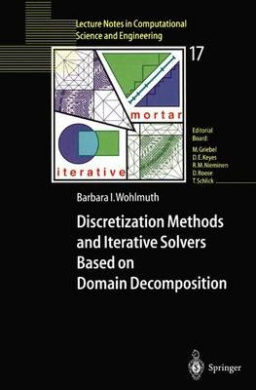 Lecture Notes in Computational
Science and Engineering
17
mortar
iterative
Editorial
Board:
M. Griebel
D. E. Keyes
R. M. Nieminen
D. Roose
T. Schlick
Barbara I. Wohlmuth
Discretization Methods
and Iterative Solvers
Based on
Domain Decomposition
Springer